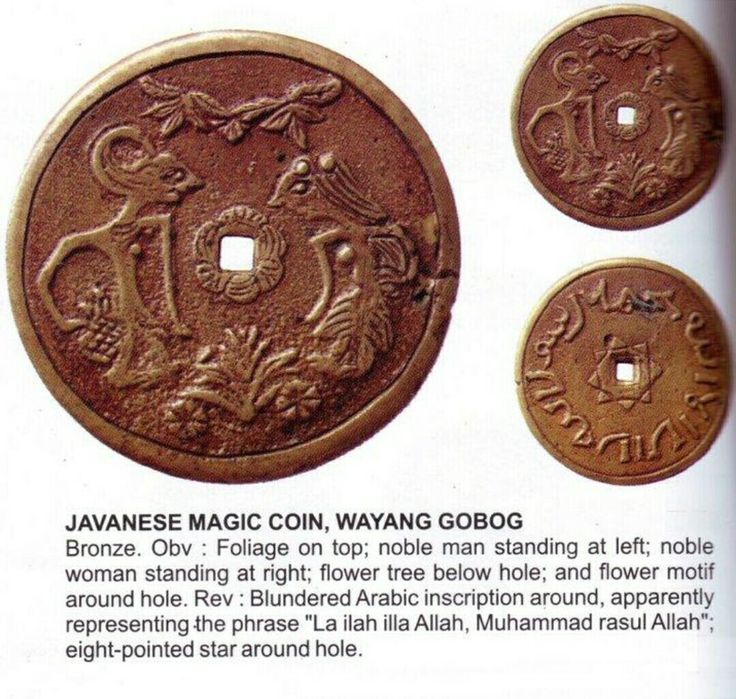 JAVANESE MAGIC COIN, WAYANG GOBOG
Bronze. Obv : Foliage on top; noble man standing at left; noble
woman standing at right; flower tree below hole; and flower motif
around hole. Rev : Blundered Arabic inscription around, apparently
representing the phrase "La ilah illa Allah, Muhammad rasul Allah";
eight-pointed star around hole.